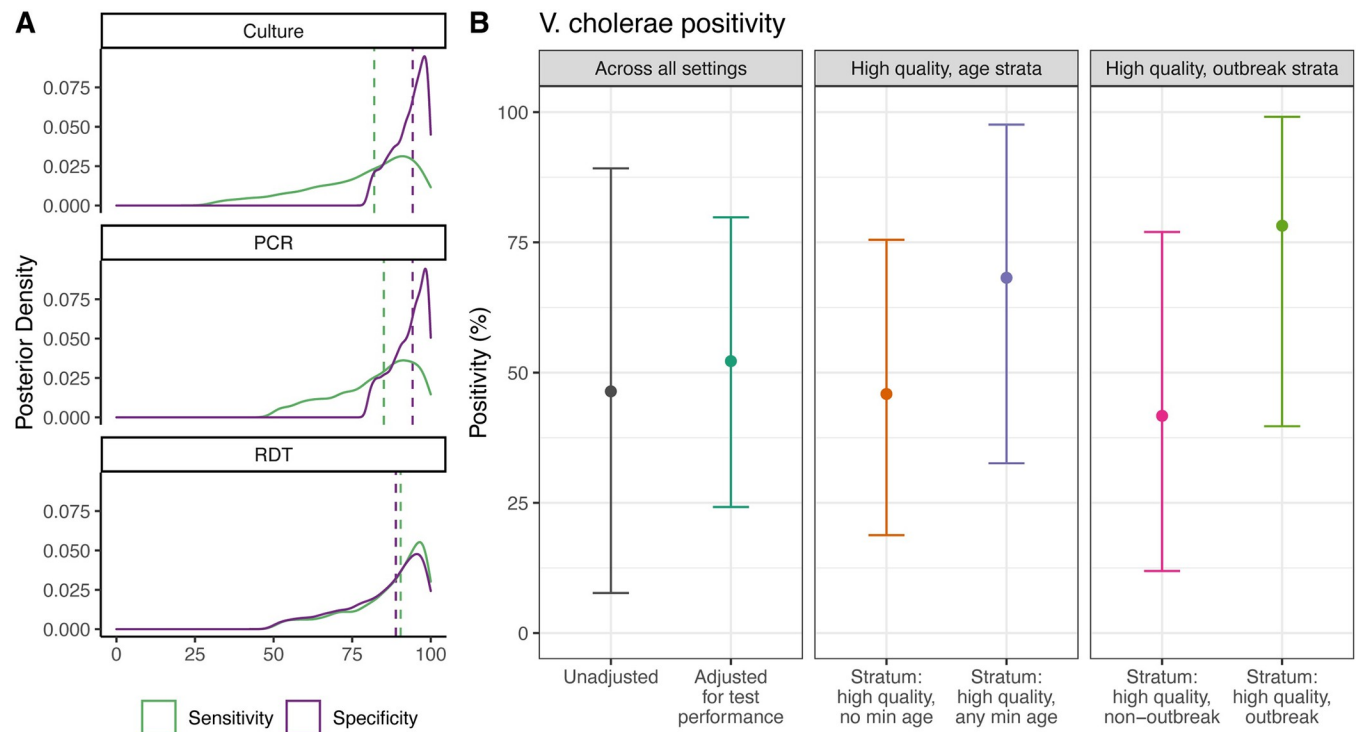 A
Culture
0.075
0.050
0.025
0.000
PCR
0.075
0.050
0.025
0.000
RDT
0.075
0.050
0.025
0.000
0 25 50 75 100
Posterior Density
Sensitivity Specificity
B V. cholerae positivity
Across all settings
High quality, age strata
High quality, outbreak strata
100
75
50
25
0
Positivity (%)
Unadjusted
Adjusted
for test
performance
Stratum:
high quality,
no min age
Stratum:
high quality,
any min age
Stratum:
high quality,
non−outbreak
Stratum:
high quality,
outbreak